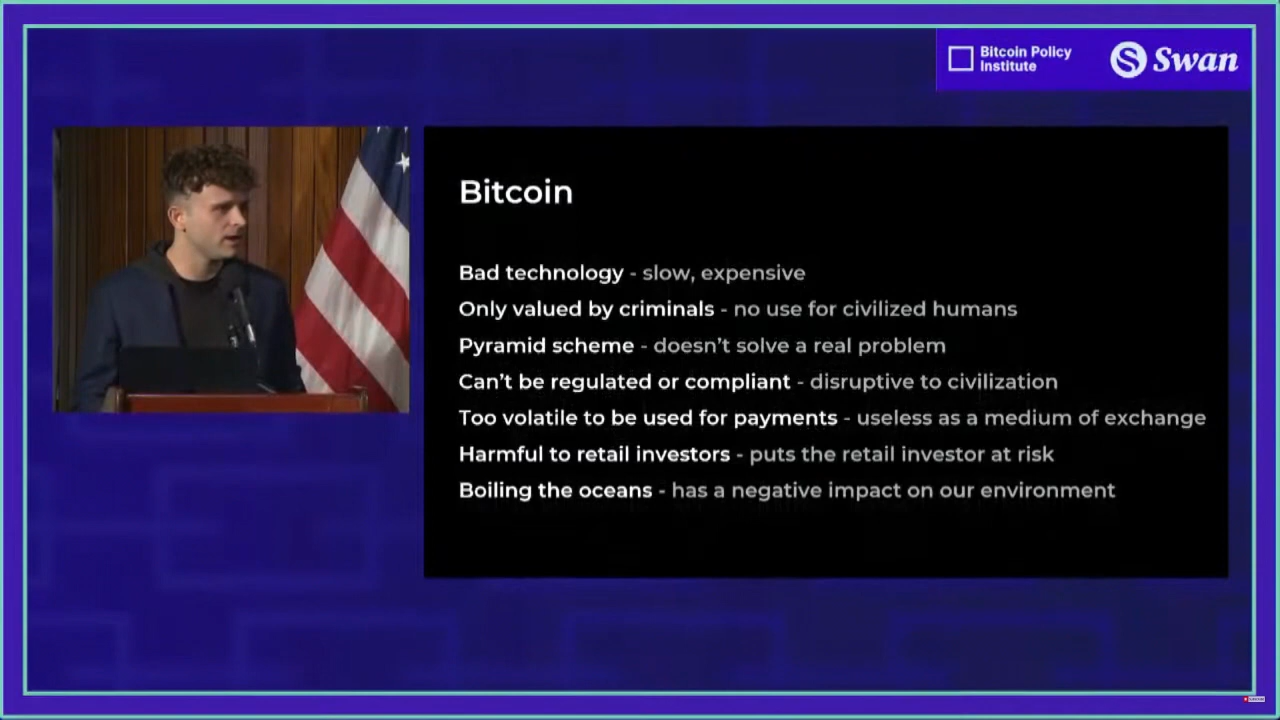 Bitcoin Policy
Institute
Swan
Bitcoin
Bad technology - slow, expensive
Only valued by criminals - no use for civilized humans
Pyramid scheme - doesn't solve a real problem
Can't be regulated or compliant - disruptive to civilization
Too volatile to be used for payments - useless as a medium of exchange
Harmful to retail investors - puts the retail investor at risk
Boiling the oceans - has a negative impact on our environment